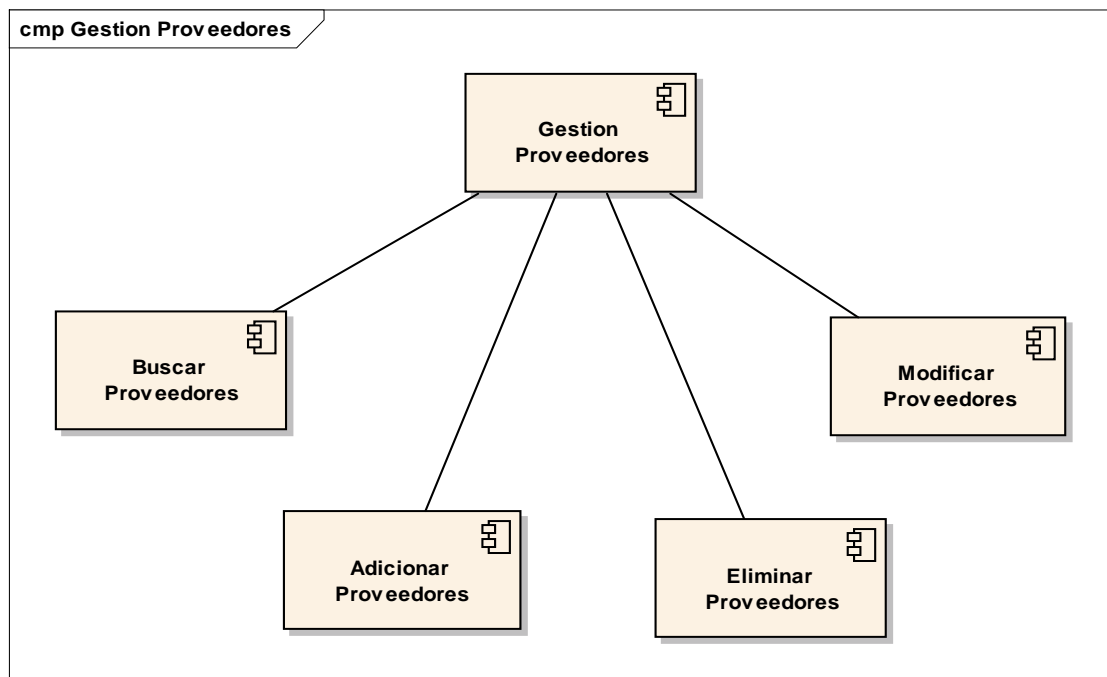 cmp Gestion Proveedores
Gestion
Proveedores
Buscar
Proveedores
Modificar
Proveedores
Adicionar
Proveedores
Eliminar
Proveedores